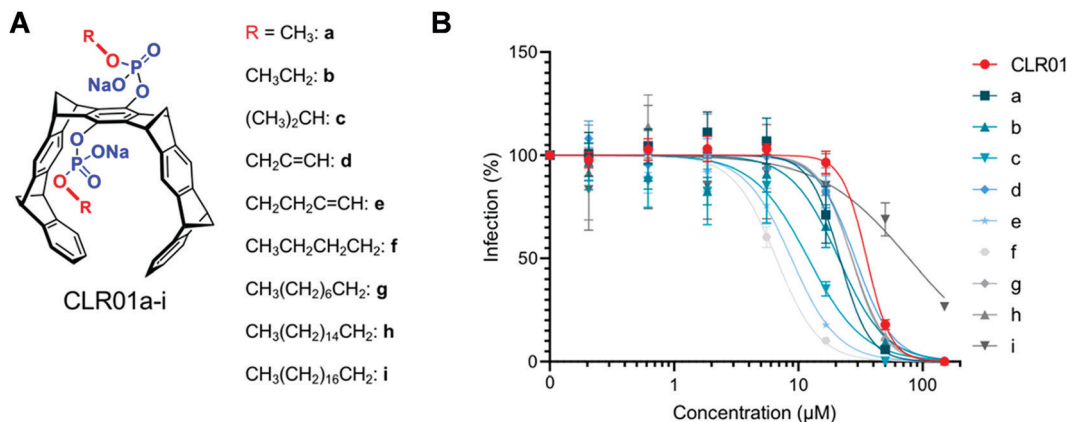 A
R
O
P
O
NaO
O
O
P
ONa
O
O
R
CLR01a-i
R = CH₃: a
CH₃CH₂: b
(CH₃)₂CH: c
CH₂C=CH: d
CH₂CH₂C=CH: e
CH₃CH₂CH₂CH₂: f
CH₃(CH₂)₆CH₂: g
CH₃(CH₂)₁₄CH₂: h
CH₃(CH₂)₁₆CH₂: i
B
Infection (%)
150
100
50
0
0
1
10
100
Concentration (µM)
CLR01
a
b
c
d
e
f
g
h
i